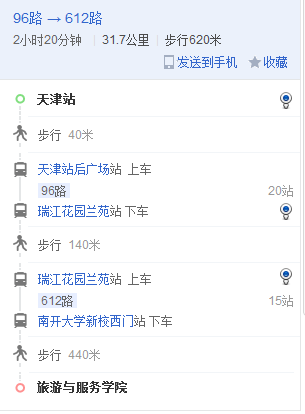 96路 → 612路
2小时20分钟 | 31.7公里 | 步行620米
发送到手机 收藏
天津站
步行 40米
天津站后广场站 上车
96路 20站
瑞江花园兰苑站 下车
步行 140米
瑞江花园兰苑站 上车
612路 15站
南开大学新校西门站 下车
步行 440米
旅游与服务学院